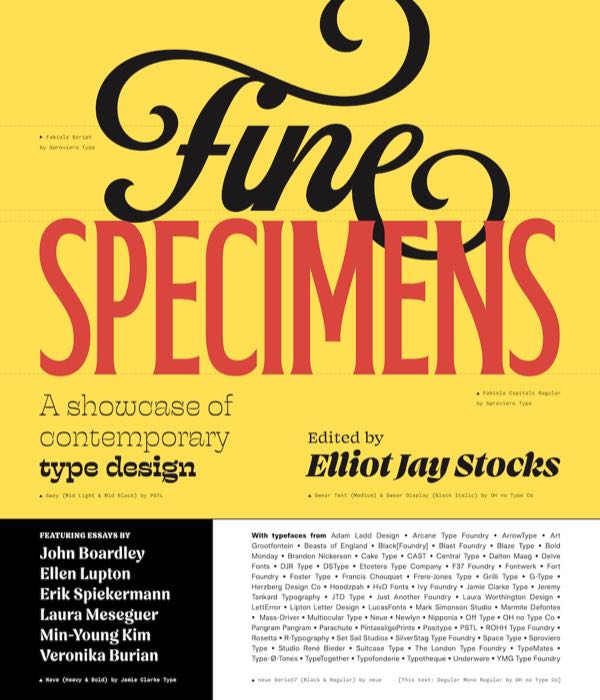 Fine
▲ Fabiola Script
by Sproviero Type
SPECIMENS
▲ Fabiola Capitals Regular
by Sproviero Type
A showcase of
contemporary
type design
▲ Sway (Mid Light & Mid Black) by PSTL
Edited by
Elliot Jay Stocks
▲ Swear Text (Medium) & Swear Display (Black Italic) by OH no Type Co
FEATURING ESSAYS BY
John Boardley
Ellen Lupton
Erik Spiekermann
Laura Meseguer
Min-Young Kim
Veronika Burian
▲ Nave (Heavy & Bold) by Jamie Clarke Type
With typefaces from Adam Ladd Design • Arcane Type Foundry • ArrowType • Art
Grootfontein • Beasts of England • Black[Foundry] • Blast Foundry • Blaze Type • Bold
Monday • Brandon Nickerson • Cake Type • CAST • Central Type • Dalton Maag • Delve
Fonts • DJR Type • DSType • Etcetera Type Company • F37 Foundry • Fontwerk • Fort
Foundry • Foster Type • Francis Chouquet • Frere-Jones Type • Grilli Type • G-Type •
Herzberg Design Co • Hoodzpah • HvD Fonts • Ivy Foundry • Jamie Clarke Type • Jeremy
Tankard Typography • JTD Type • Just Another Foundry • Laura Worthington Design •
LettError • Lipton Letter Design • LucasFonts • Mark Simonson Studio • Marmite Defontes
• Mass-Driver • Multiocular Type • Neue • Newlyn • Nipponia • Off Type • OH no Type Co •
Pangram Pangram • Parachute • PintassilgoPrints • Positype • PSTL • ROHH Type Foundry •
Rosetta • R-Typography • Set Sail Studios • SilverStag Type Foundry • Space Type • Sproviero
Type • Studio René Bieder • Suitcase Type • The London Type Foundry • TypeMates •
Type-Ø-Tones • TypeTogether • Typofonderie • Typotheque • Underware • YMG Type Foundry
▲ neue Serie57 (Black & Regular) by neue
[This text: Degular Mono Regular by OH no Type Co]